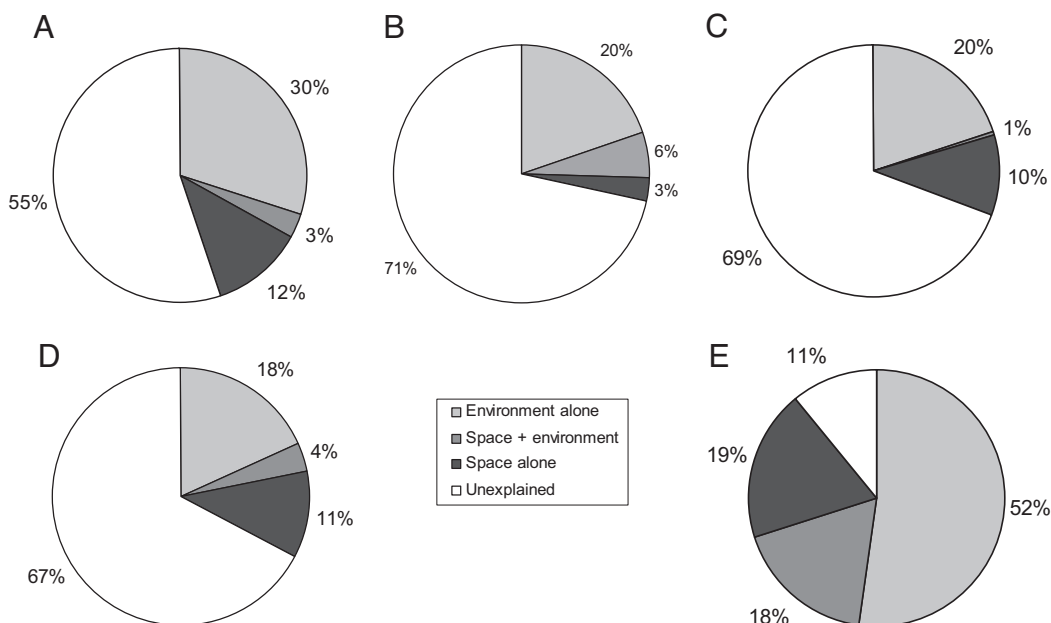 A
30%
3%
12%
55%
B
20%
6%
3%
71%
C
20%
1%
10%
69%
D
18%
4%
11%
67%
Environment alone
Space + environment
Space alone
Unexplained
E
11%
19%
52%
18%